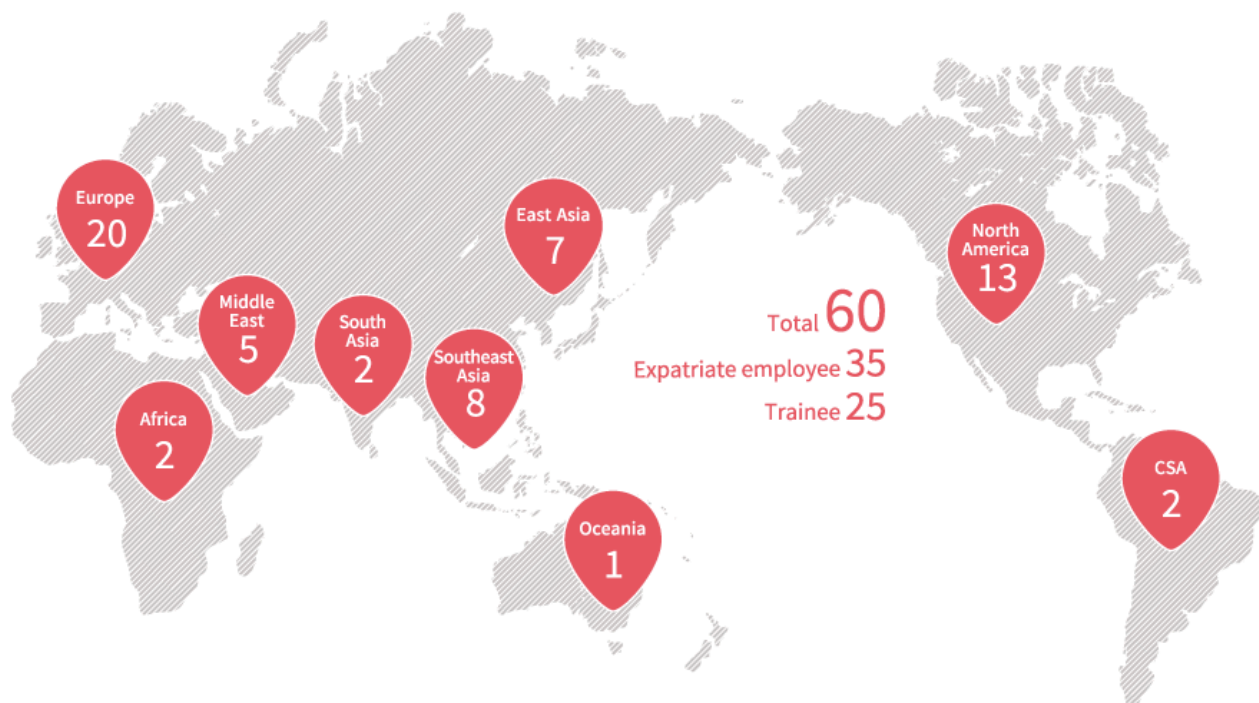 Europe
20
East Asia
7
North
America
13
Middle
East
5
South
Asia
2
Southeast
Asia
8
Total 60
Expatriate employee 35
Trainee 25
Africa
2
CSA
2
Oceania
1